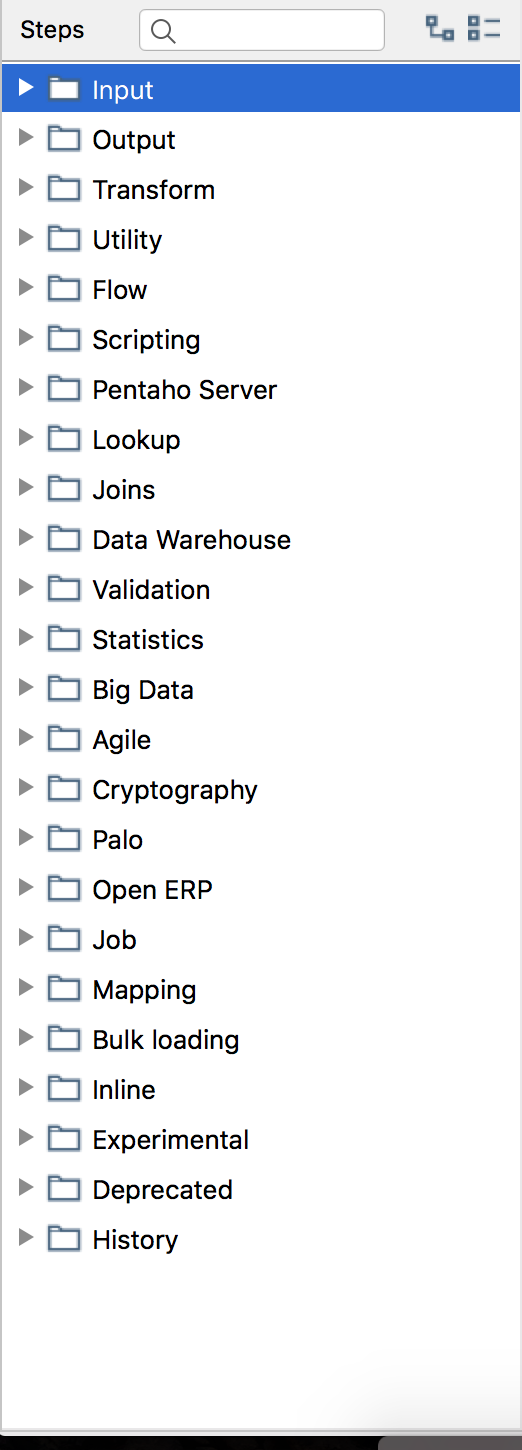 Steps
Input
Output
Transform
Utility
Flow
Scripting
Pentaho Server
Lookup
Joins
Data Warehouse
Validation
Statistics
Big Data
Agile
Cryptography
Palo
Open ERP
Job
Mapping
Bulk loading
Inline
Experimental
Deprecated
History